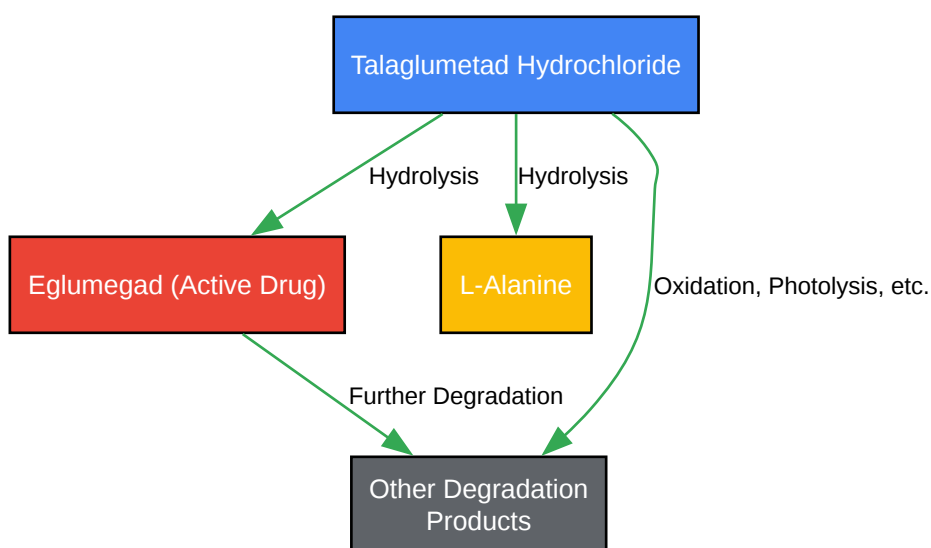 Talaglumetad Hydrochloride
Hydrolysis
Hydrolysis
Eglumegad (Active Drug)
L-Alanine
Oxidation, Photolysis, etc.
Further Degradation
Other Degradation
Products